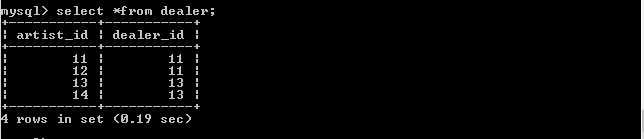 mysql> select *from dealer;
+-----------+-----------+
| artist_id | dealer_id |
+-----------+-----------+
|        11 |        11 |
|        12 |        11 |
|        13 |        13 |
|        14 |        13 |
+-----------+-----------+
4 rows in set (0.19 sec)